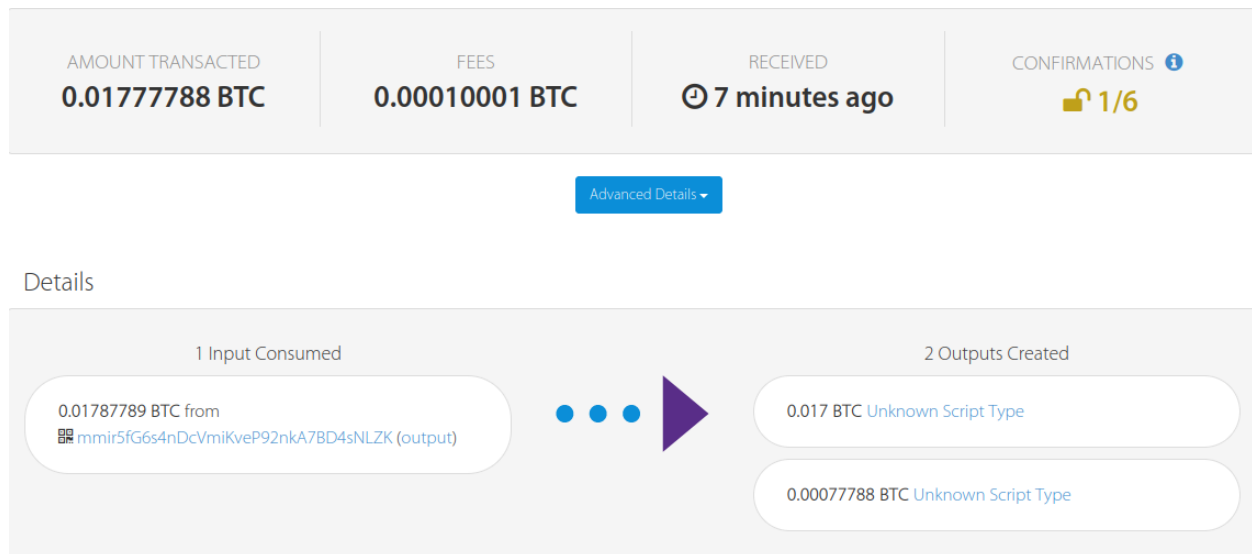 AMOUNT TRANSACTED
0.01777788 BTC
FEES
0.00010001 BTC
RECEIVED
7 minutes ago
CONFIRMATIONS
1/6
Advanced Details
Details
1 Input Consumed
0.01787789 BTC from
mmir5fG6s4nDcVmiKveP92nkA7BD4sNLZK (output)
2 Outputs Created
0.017 BTC Unknown Script Type
0.00077788 BTC Unknown Script Type